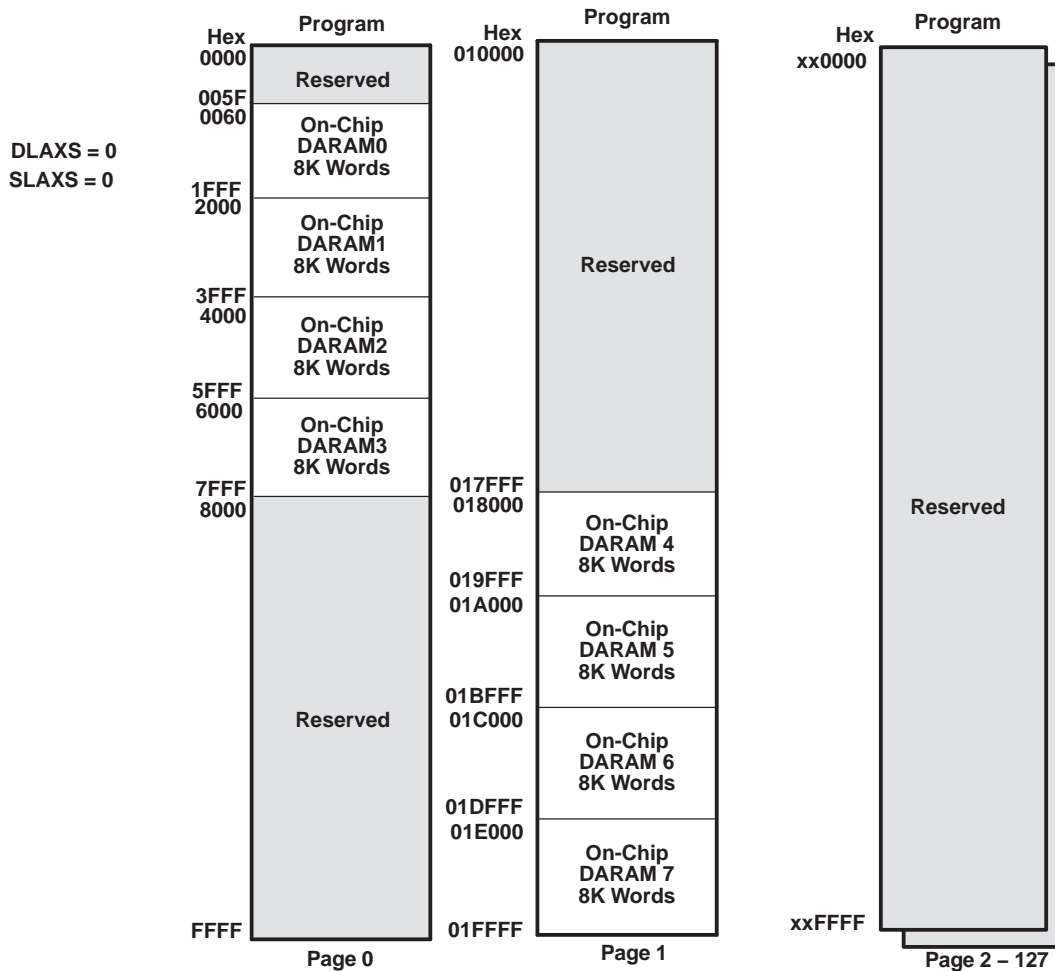 DLAXS = 0
SLAXS = 0
Program
Hex
0000
Reserved
005F
0060
On-Chip
DARAM0
8K Words
1FFF
2000
On-Chip
DARAM1
8K Words
3FFF
4000
On-Chip
DARAM2
8K Words
5FFF
6000
On-Chip
DARAM3
8K Words
7FFF
8000
Reserved
FFFF
Page 0
Program
Hex
010000
Reserved
017FFF
018000
On-Chip
DARAM 4
8K Words
019FFF
01A000
On-Chip
DARAM 5
8K Words
01BFFF
01C000
On-Chip
DARAM 6
8K Words
01DFFF
01E000
On-Chip
DARAM 7
8K Words
01FFFF
Page 1
Program
Hex
xx0000
Reserved
xxFFFF
Page 2 – 127